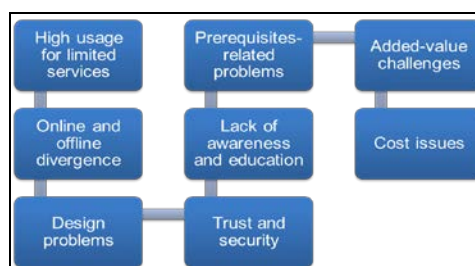 High usage
for limited
services
Online and
offline
divergence
Design
problems
Trust and
security
Lack of
awareness
and education
Prerequisites-
related
problems
Added-value
challenges
Cost issues